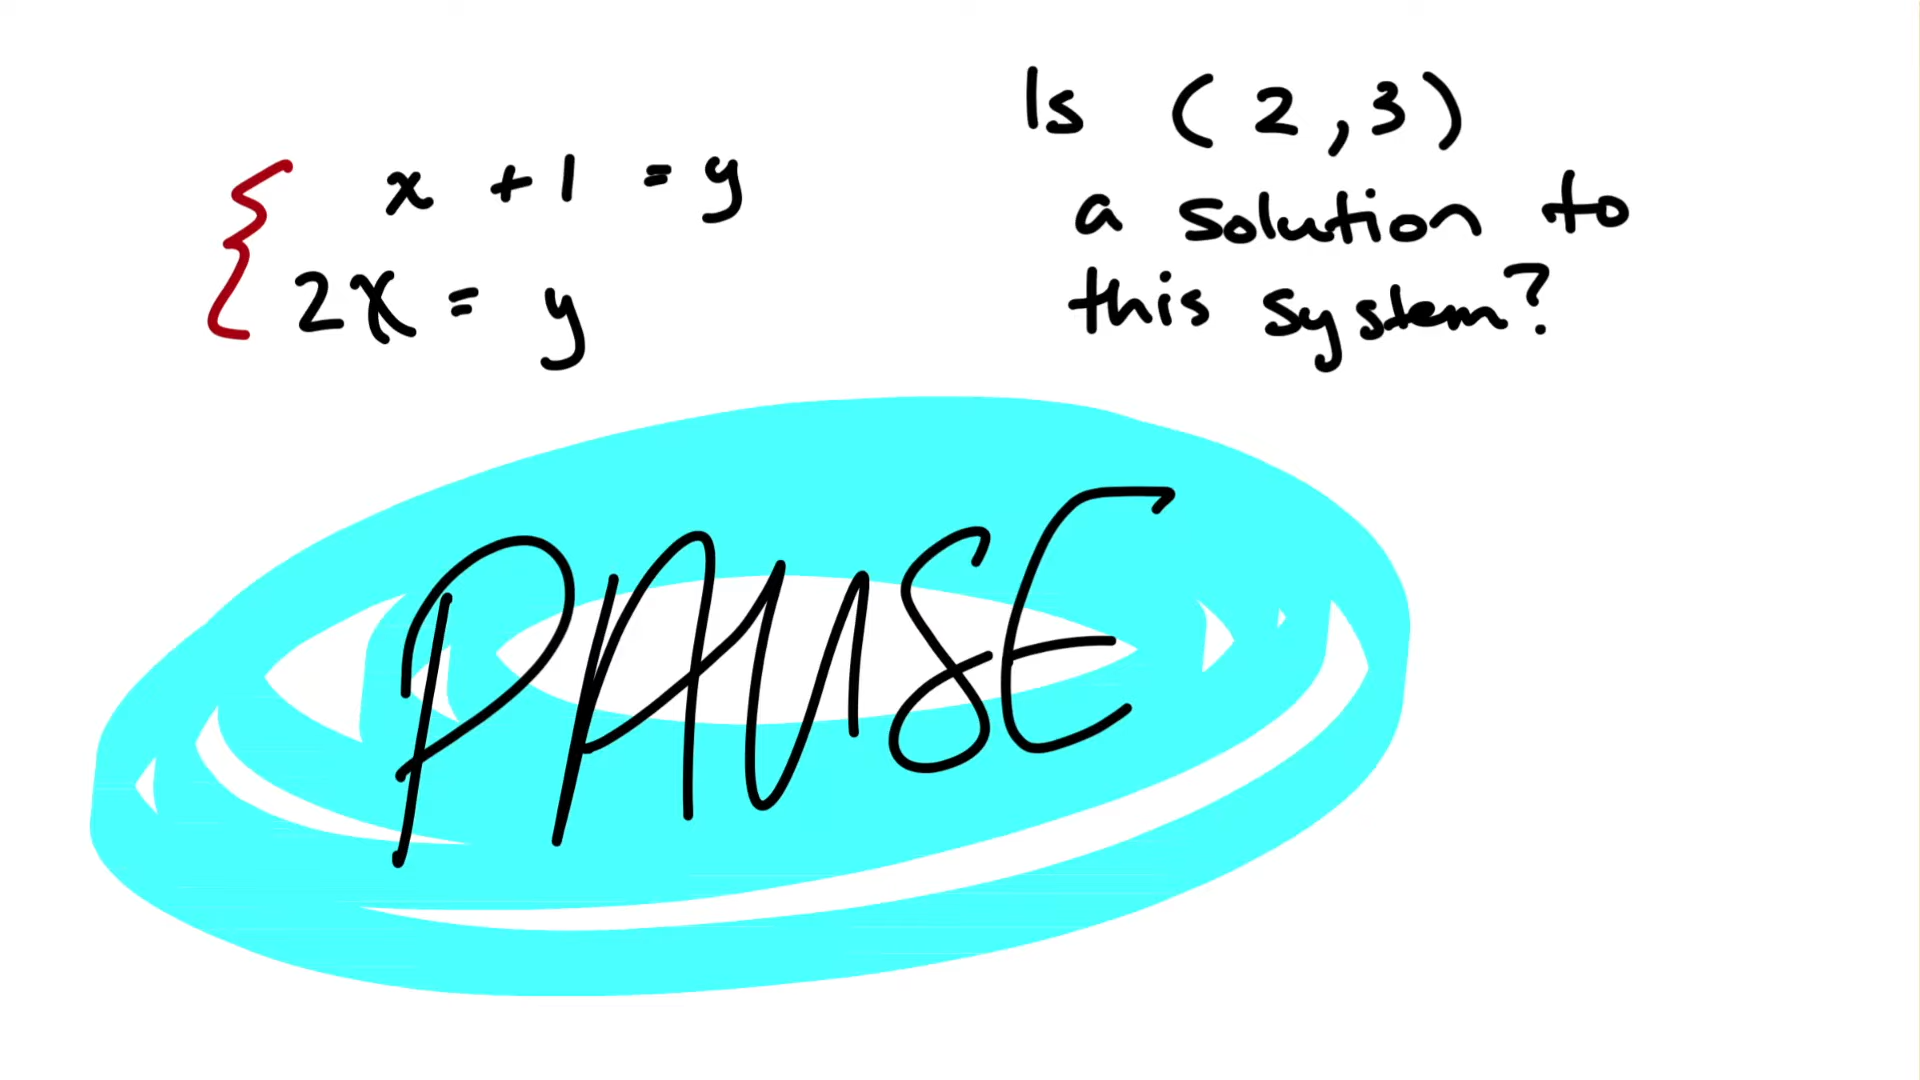 x + 1 = y
2x = y
Is (2,3)
a solution to
this system?
PAUSE